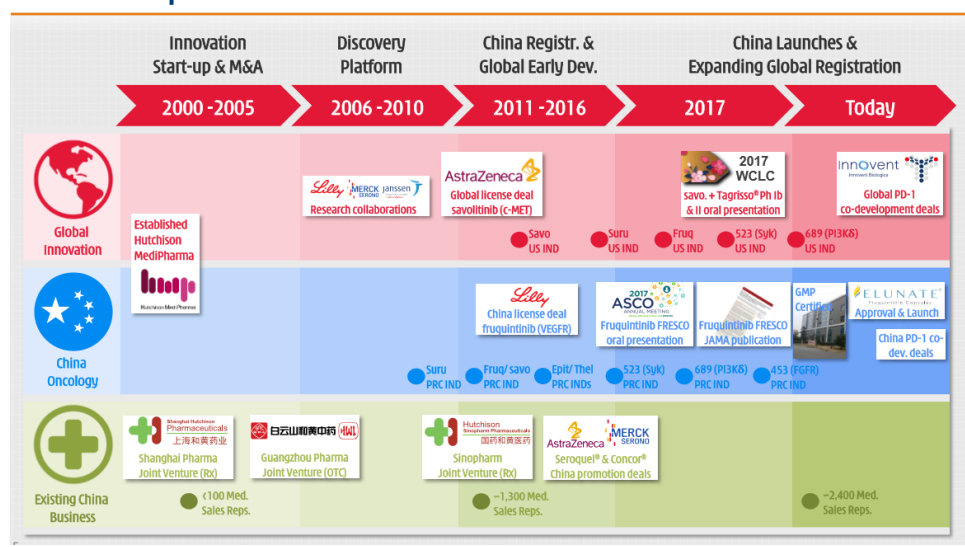 Innovation
Start-up & M&A
Discovery
Platform
China Registr. &
Global Early Dev.
China Launches &
Expanding Global Registration
2000 -2005
2006 -2010
2011 -2016
2017
Today
Global
Innovation
Established
Hutchison
MediPharma
Hutchison MediPharma
Lilly
MERCK
SERONO
janssen
Research collaborations
AstraZeneca
Global license deal
savolitinib (c-MET)
2017
WCLC
savo. + Tagrisso® Ph Ib
& II oral presentation
Innovent
Innovent Biologics
Global PD-1
co-development deals
Savo
US IND
Suru
US IND
Fruq
US IND
523 (Syk)
US IND
689 (PI3Kδ)
US IND
China
Oncology
Lilly
China license deal
fruquintinib (VEGFR)
2017
ASCO
ANNUAL MEETING
Fruquintinib FRESCO
oral presentation
Fruquintinib FRESCO
JAMA publication
GMP
Certified
ELUNATE®
Fruquintinib Capsules
Approval & Launch
China PD-1 co-
dev. deals
Suru
PRC IND
Fruq/ savo
PRC IND
Epit/ Thel
PRC INDs
523 (Syk)
PRC IND
689 (PI3Kδ)
PRC IND
453 (FGFR)
PRC IND
Existing China
Business
Shanghai Hutchison
Pharmaceuticals
上海和黄药业
Shanghai Pharma
Joint Venture (Rx)
白云山和黄中药
HWL
Guangzhou Pharma
Joint Venture (OTC)
Hutchison
Sinopharm Pharmaceuticals
国药和黄医药
Sinopharm
Joint Venture (Rx)
AstraZeneca
MERCK
SERONO
Seroquel® & Concor®
China promotion deals
<100 Med.
Sales Reps.
~1,300 Med.
Sales Reps.
~2,400 Med.
Sales Reps.